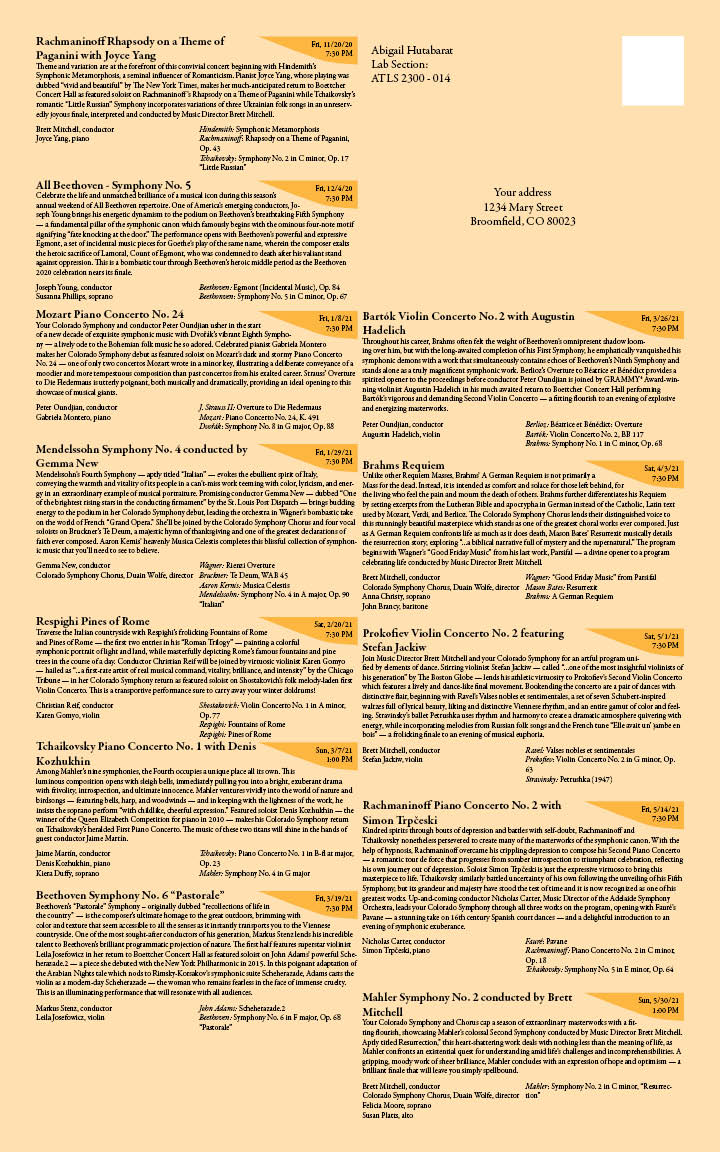 Rachmaninoff Rhapsody on a Theme of
Paganini with Joyce Yang
Fri, 11/20/20
7:30 PM
Theme and variation are at the forefront of this convivial concert beginning with Hindemith's
Symphonic Metamorphosis, a seminal influencer of Romanticism. Pianist Joyce Yang, whose playing was
dubbed "vivid and beautiful" by The New York Times, makes her much-anticipated return to Boettcher
Concert Hall as featured soloist on Rachmaninoff's Rhapsody on a Theme of Paganini while Tchaikovsky's
romantic "Little Russian" Symphony incorporates variations of three Ukrainian folk songs in an unreserv-
edly joyous finale, interpreted and conducted by Music Director Brett Mitchell.
Brett Mitchell, conductor
Joyce Yang, piano
Hindemith: Symphonic Metamorphosis
Rachmaninoff: Rhapsody on a Theme of Paganini,
Op. 43
Tchaikovsky: Symphony No. 2 in C minor, Op. 17
"Little Russian"
All Beethoven - Symphony No. 5
Fri, 12/4/20
7:30 PM
Celebrate the life and unmatched brilliance of a musical icon during this season's
annual weekend of All Beethoven repertoire. One of America's emerging conductors, Jo-
seph Young brings his energetic dynamism to the podium on Beethoven's breathtaking Fifth Symphony
— a fundamental pillar of the symphonic canon which famously begins with the ominous four-note motif
signifying "fate knocking at the door." The performance opens with Beethoven's powerful and expressive
Egmont, a set of incidental music pieces for Goethe's play of the same name, wherein the composer exalts
the heroic sacrifice of Lamoral, Count of Egmont, who was condemned to death after his valiant stand
against oppression. This is a bombastic tour through Beethoven's heroic middle period as the Beethoven
2020 celebration nears its finale.
Joseph Young, conductor
Susanna Phillips, soprano
Beethoven: Egmont (Incidental Music), Op. 84
Beethonven: Symphony No. 5 in C minor, Op. 67
Mozart Piano Concerto No. 24
Fri, 1/8/21
7:30 PM
Your Colorado Symphony and conductor Peter Oundjian usher in the start
of a new decade of exquisite symphonic music with Dvořák's vibrant Eighth Sympho-
ny — a lively ode to the Bohemian folk music he so adored. Celebrated pianist Gabriela Montero
makes her Colorado Symphony debut as featured soloist on Mozart's dark and stormy Piano Concerto
No. 24 — one of only two concertos Mozart wrote in a minor key, illustrating a deliberate conveyance of a
moodier and more tempestuous composition than past concertos from his exalted career. Strauss' Overture
to Die Fledermaus is utterly poignant, both musically and dramatically, providing an ideal opening to this
showcase of musical giants.
Peter Oundjian, conductor
Gabriela Montero, piano
J. Strauss II: Overture to Die Fledermaus
Mozart: Piano Concerto No. 24, K. 491
Dvořák: Symphony No. 8 in G major, Op. 88
Mendelssohn Symphony No. 4 conducted by
Gemma New
Fri, 1/29/21
7:30 PM
Mendelssohn's Fourth Symphony — aptly titled "Italian" — evokes the ebullient spirit of Italy,
conveying the warmth and vitality of its people in a can't-miss work teeming with color, lyricism, and ener-
gy in an extraordinary example of musical portraiture. Promising conductor Gemma New — dubbed "One
of the brightest rising stars in the conducting firmament" by the St. Louis Post Dispatch — brings budding
energy to the podium in her Colorado Symphony debut, leading the orchestra in Wagner's bombastic take
on the world of French "Grand Opera." She'll be joined by the Colorado Symphony Chorus and four vocal
soloists on Bruckner's Te Deum, a majestic hymn of thanksgiving and one of the greatest declarations of
faith ever composed. Aaron Kernis' heavenly Musica Celestis completes this blissful collection of symphon-
ic music that you'll need to see to believe.
Gemma New, conductor
Colorado Symphony Chorus, Duain Wolfe, director
Wagner: Rienzi Overture
Bruckner: Te Deum, WAB 45
Aaron Kernis: Musica Celestis
Mendelssohn: Symphony No. 4 in A major, Op. 90
"Italian"
Respighi Pines of Rome
Sat, 2/20/21
7:30 PM
Traverse the Italian countryside with Respighi's frolicking Fountains of Rome
and Pines of Rome — the first two entries in his "Roman Trilogy" — painting a colorful
symphonic portrait of light and land, while masterfully depicting Rome's famous fountains and pine
trees in the course of a day. Conductor Christian Reif will be joined by virtuosic violinist Karen Gomyo
— hailed as "...a first-rate artist of real musical command, vitality, brilliance, and intensity" by the Chicago
Tribune — in her Colorado Symphony return as featured soloist on Shostakovich's folk melody-laden first
Violin Concerto. This is a transportive performance sure to carry away your winter doldrums!
Christian Reif, conductor
Karen Gomyo, violin
Shostakovich: Violin Concerto No. 1 in A minor,
Op. 77
Respighi: Fountains of Rome
Respighi: Pines of Rome
Tchaikovsky Piano Concerto No. 1 with Denis
Kozhukhin
Sun, 3/7/21
1:00 PM
Among Mahler's nine symphonies, the Fourth occupies a unique place all its own. This
luminous composition opens with sleigh bells, immediately pulling you into a bright, exuberant drama
with frivolity, introspection, and ultimate innocence. Mahler ventures vividly into the world of nature and
birdsongs — featuring bells, harp, and woodwinds — and in keeping with the lightness of the work, he
insists the soprano perform "with childlike, cheerful expression." Featured soloist Denis Kozhukhin — the
winner of the Queen Elizabeth Competition for piano in 2010 — makes his Colorado Symphony return
on Tchaikovsky's heralded First Piano Concerto. The music of these two titans will shine in the hands of
guest conductor Jaime Martín.
Jaime Martín, conductor
Denis Kozhukhin, piano
Kiera Duffy, soprano
Tchaikovsky: Piano Concerto No. 1 in B-flat major,
Op. 23
Mahler: Symphony No. 4 in G major
Beethoven Symphony No. 6 "Pastorale"
Fri, 3/19/21
7:30 PM
Beethoven's "Pastorale" Symphony – originally dubbed "recollections of life in
the country" — is the composer's ultimate homage to the great outdoors, brimming with
color and texture that seem accessible to all the senses as it instantly transports you to the Viennese
countryside. One of the most sought-after conductors of his generation, Markus Stenz lends his incredible
talent to Beethoven's brilliant programmatic projection of nature. The first half features superstar violinist
Leila Josefowicz in her return to Boettcher Concert Hall as featured soloist on John Adams' powerful Sche-
herazade.2 — a piece she debuted with the New York Philharmonic in 2015. In this poignant adaptation of
the Arabian Nights tale which nods to Rimsky-Korsakov's symphonic suite Scheherazade, Adams casts the
violin as a modern-day Scheherazade — the woman who remains fearless in the face of immense cruelty.
This is an illuminating performance that will resonate with all audiences.
Markus Stenz, conductor
Leila Josefowicz, violin
John Adams: Scheherazade.2
Beethoven: Symphony No. 6 in F major, Op. 68
"Pastorale"
Abigail Hutabarat
Lab Section:
ATLS 2300 - 014
Your address
1234 Mary Street
Broomfield, CO 80023
Bartók Violin Concerto No. 2 with Augustin
Hadelich
Fri, 3/26/21
7:30 PM
Throughout his career, Brahms often felt the weight of Beethoven's omnipresent shadow loom-
ing over him, but with the long-awaited completion of his First Symphony, he emphatically vanquished his
symphonic demons with a work that simultaneously contains echoes of Beethoven's Ninth Symphony and
stands alone as a truly magnificent symphonic work. Berlioz's Overture to Béatrice et Bénédict provides a
spirited opener to the proceedings before conductor Peter Oundjian is joined by GRAMMY® Award-win-
ning violinist Augustin Hadelich in his much awaited return to Boettcher Concert Hall performing
Bartók's vigorous and demanding Second Violin Concerto — a fitting flourish to an evening of explosive
and energizing masterworks.
Peter Oundjian, conductor
Augustin Hadelich, violin
Berlioz: Béatrice et Bénédict: Overture
Bartók: Violin Concerto No. 2, BB 117
Brahms: Symphony No. 1 in C minor, Op. 68
Brahms Requiem
Sat, 4/3/21
7:30 PM
Unlike other Requiem Masses, Brahms' A German Requiem is not primarily a
Mass for the dead. Instead, it is intended as comfort and solace for those left behind, for
the living who feel the pain and mourn the death of others. Brahms further differentiates his Requiem
by setting excerpts from the Lutheran Bible and apocrypha in German instead of the Catholic, Latin text
used by Mozart, Verdi, and Berlioz. The Colorado Symphony Chorus lends their distinguished voice to
this stunningly beautiful masterpiece which stands as one of the greatest choral works ever composed. Just
as A German Requiem confronts life as much as it does death, Mason Bates' Resurrexit musically details
the resurrection story, exploring "...a biblical narrative full of mystery and the supernatural." The program
begins with Wagner's "Good Friday Music" from his last work, Parsifal — a divine opener to a program
celebrating life conducted by Music Director Brett Mitchell.
Brett Mitchell, conductor
Colorado Symphony Chorus, Duain Wolfe, director
Anna Christy, soprano
John Brancy, baritone
Wagner: "Good Friday Music" from Parsifal
Mason Bates: Resurrexit
Brahms: A German Requiem
Prokofiev Violin Concerto No. 2 featuring
Stefan Jackiw
Sat, 5/1/21
7:30 PM
Join Music Director Brett Mitchell and your Colorado Symphony for an artful program uni-
fied by elements of dance. Stirring violinist Stefan Jackiw — called "...one of the most insightful violinists of
his generation" by The Boston Globe — lends his athletic virtuosity to Prokofiev's Second Violin Concerto
which features a lively and dance-like final movement. Bookending the concerto are a pair of dances with
distinctive flair, beginning with Ravel's Valses nobles et sentimentales, a set of seven Schubert-inspired
waltzes full of lyrical beauty, lilting and distinctive Viennese rhythm, and an entire gamut of color and feel-
ing. Stravinsky's ballet Petrushka uses rhythm and harmony to create a dramatic atmosphere quivering with
energy, while incorporating melodies from Russian folk songs and the French tune "Elle avait un' jambe en
bois" — a frolicking finale to an evening of musical euphoria.
Brett Mitchell, conductor
Stefan Jackiw, violin
Ravel: Valses nobles et sentimentales
Prokofiev: Violin Concerto No. 2 in G minor, Op.
63
Stravinsky: Petrushka (1947)
Rachmaninoff Piano Concerto No. 2 with
Simon Trpčeski
Fri, 5/14/21
7:30 PM
Kindred spirits through bouts of depression and battles with self-doubt, Rachmaninoff and
Tchaikovsky nonetheless persevered to create many of the masterworks of the symphonic canon. With the
help of hypnosis, Rachmaninoff overcame his crippling depression to compose his Second Piano Concerto
— a romantic tour de force that progresses from somber introspection to triumphant celebration, reflecting
his own journey out of depression. Soloist Simon Trpčeski is just the expressive virtuoso to bring this
masterpiece to life. Tchaikovsky similarly battled uncertainty of his own following the unveiling of his Fifth
Symphony, but its grandeur and majesty have stood the test of time and it is now recognized as one of his
greatest works. Up-and-coming conductor Nicholas Carter, Music Director of the Adelaide Symphony
Orchestra, leads your Colorado Symphony through all three works on the program, opening with Fauré's
Pavane — a stunning take on 16th century Spanish court dances — and a delightful introduction to an
evening of symphonic exuberance.
Nicholas Carter, conductor
Simon Trpčeski, piano
Fauré: Pavane
Rachmaninoff: Piano Concerto No. 2 in C minor,
Op. 18
Tchaikovsky: Symphony No. 5 in E minor, Op. 64
Mahler Symphony No. 2 conducted by Brett
Mitchell
Sun, 5/30/21
1:00 PM
Your Colorado Symphony and Chorus cap a season of extraordinary masterworks with a fit-
ting flourish, showcasing Mahler's colossal Second Symphony conducted by Music Director Brett Mitchell.
Aptly titled Resurrection," this heart-shattering work deals with nothing less than the meaning of life, as
Mahler confronts an existential quest for understanding amid life's challenges and incomprehensibilities. A
gripping, moody work of sheer brilliance, Mahler concludes with an expression of hope and optimism — a
brilliant finale that will leave you simply spellbound.
Brett Mitchell, conductor
Colorado Symphony Chorus, Duain Wolfe, director
Felicia Moore, soprano
Susan Platts, alto
Mahler: Symphony No. 2 in C minor, "Resurrec-
tion"